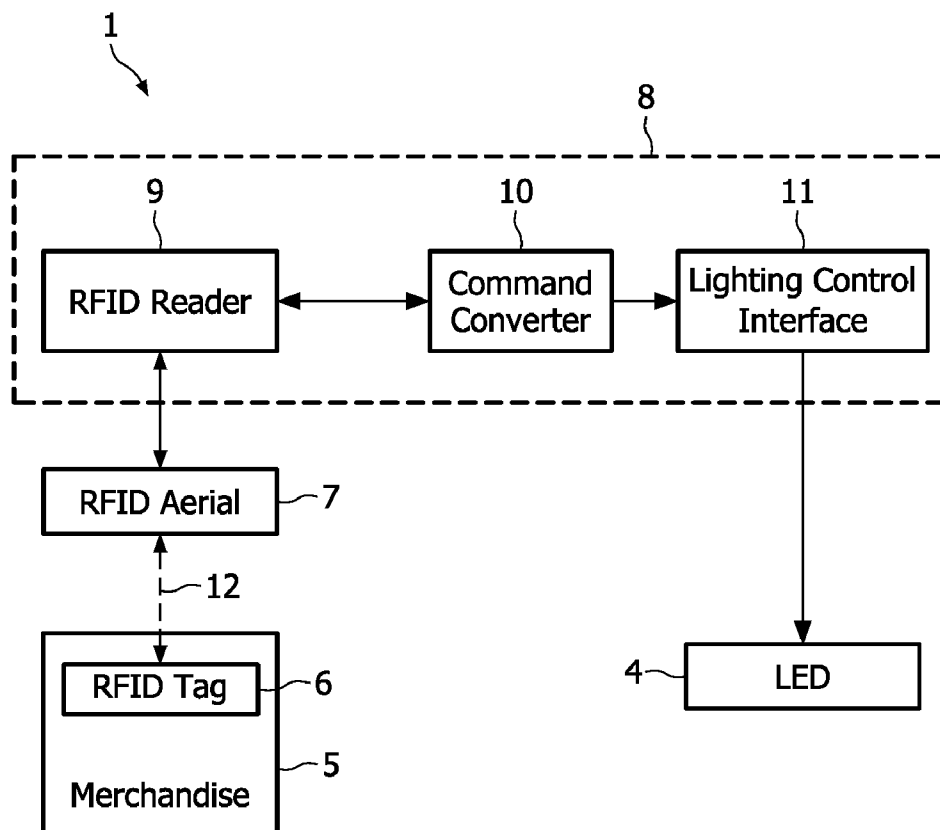 1
8
9
10
11
RFID Reader
Command
Converter
Lighting Control
Interface
RFID Aerial
7
12
RFID Tag
6
4
LED
5
Merchandise